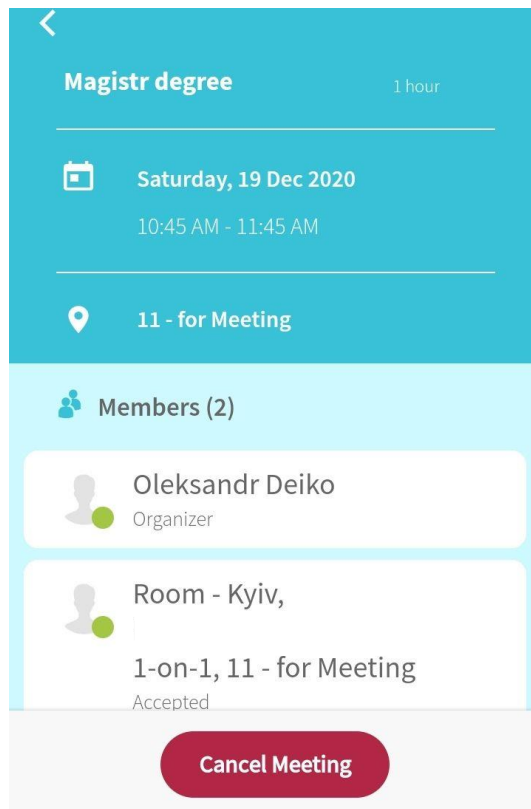 Magistr degree
1 hour
Saturday, 19 Dec 2020
10:45 AM - 11:45 AM
11 - for Meeting
Members (2)
Oleksandr Deiko
Organizer
Room - Kyiv,
1-on-1, 11 - for Meeting
Accepted
Cancel Meeting